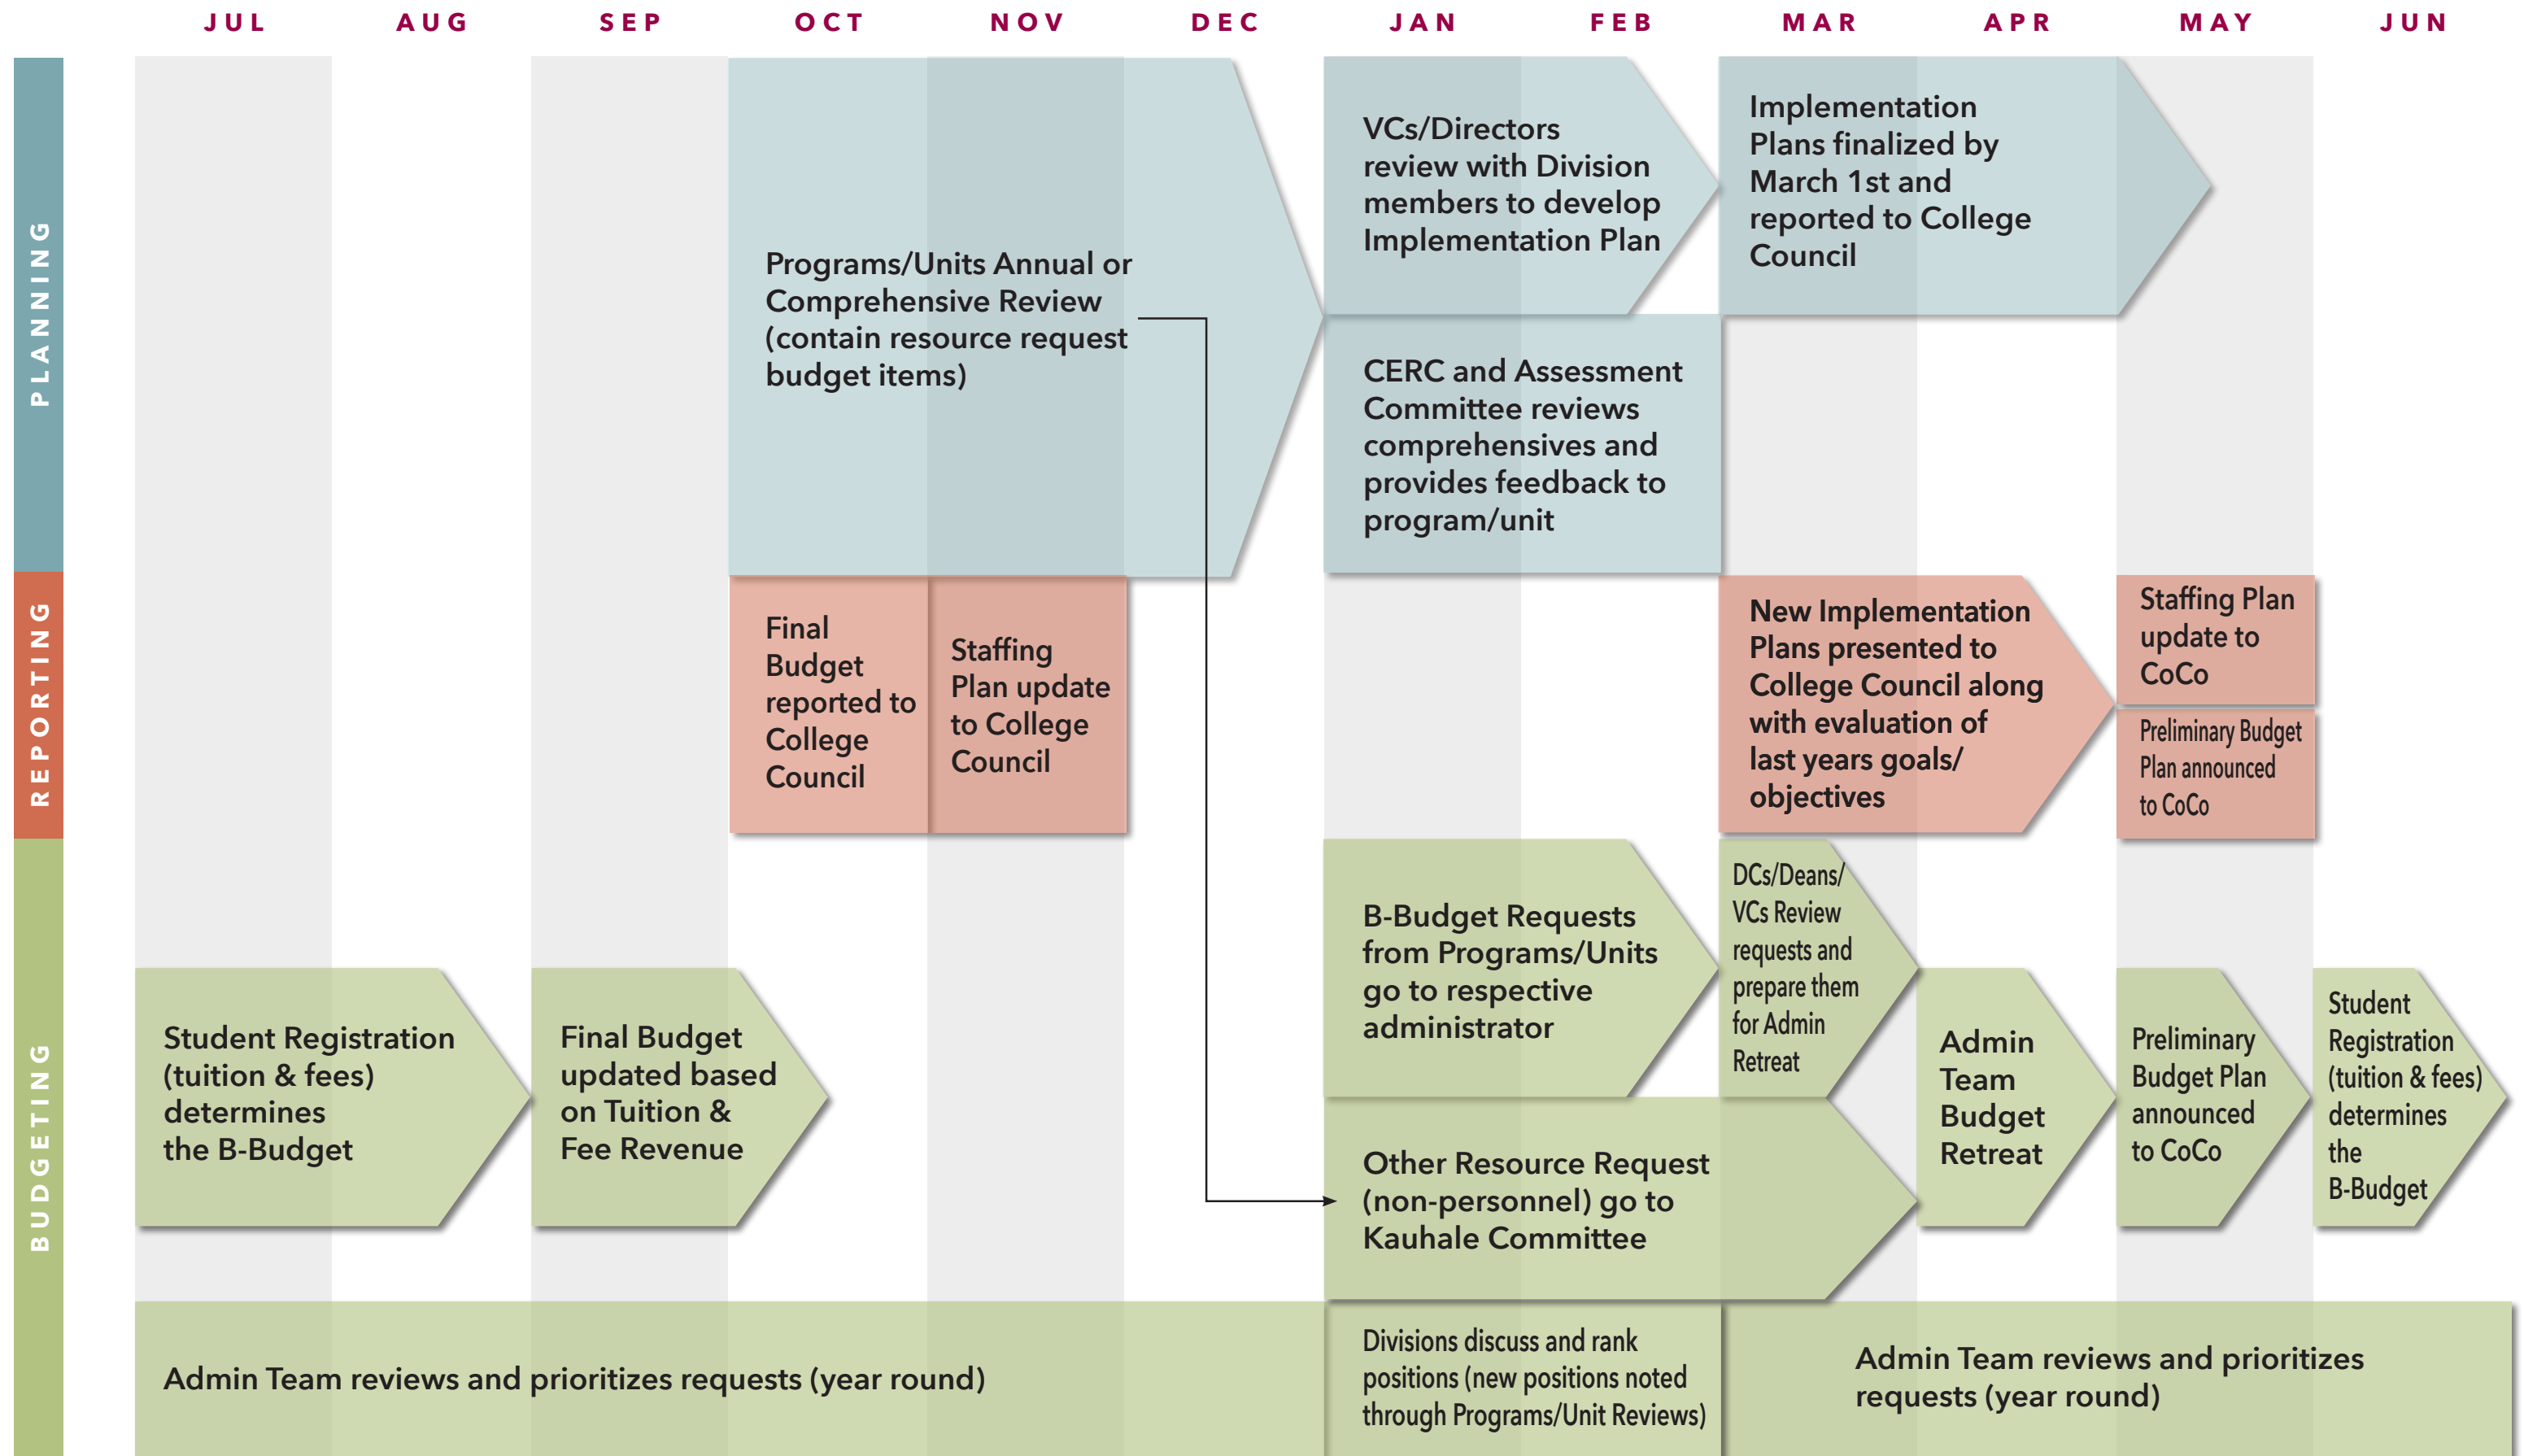 JUL AUG SEP OCT NOV DEC JAN FEB MAR APR MAY JUN
PLANNING
Programs/Units Annual or
Comprehensive Review
(contain resource request
budget items)
VCs/Directors
review with Division
members to develop
Implementation Plan
Implementation
Plans finalized by
March 1st and
reported to College
Council
CERC and Assessment
Committee reviews
comprehensives and
provides feedback to
program/unit
REPORTING
Final
Budget
reported to
College
Council
Staffing
Plan update
to College
Council
New Implementation
Plans presented to
College Council along
with evaluation of
last years goals/
objectives
Staffing Plan
update to
CoCo
Preliminary Budget
Plan announced
to CoCo
BUDGETING
Student Registration
(tuition & fees)
determines
the B-Budget
Final Budget
updated based
on Tuition &
Fee Revenue
B-Budget Requests
from Programs/Units
go to respective
administrator
DCs/Deans/
VCs Review
requests and
prepare them
for Admin
Retreat
Other Resource Request
(non-personnel) go to
Kauhale Committee
Admin
Team
Budget
Retreat
Preliminary
Budget Plan
announced
to CoCo
Student
Registration
(tuition & fees)
determines
the
B-Budget
Admin Team reviews and prioritizes requests (year round)
Divisions discuss and rank
positions (new positions noted
through Programs/Unit Reviews)
Admin Team reviews and prioritizes
requests (year round)